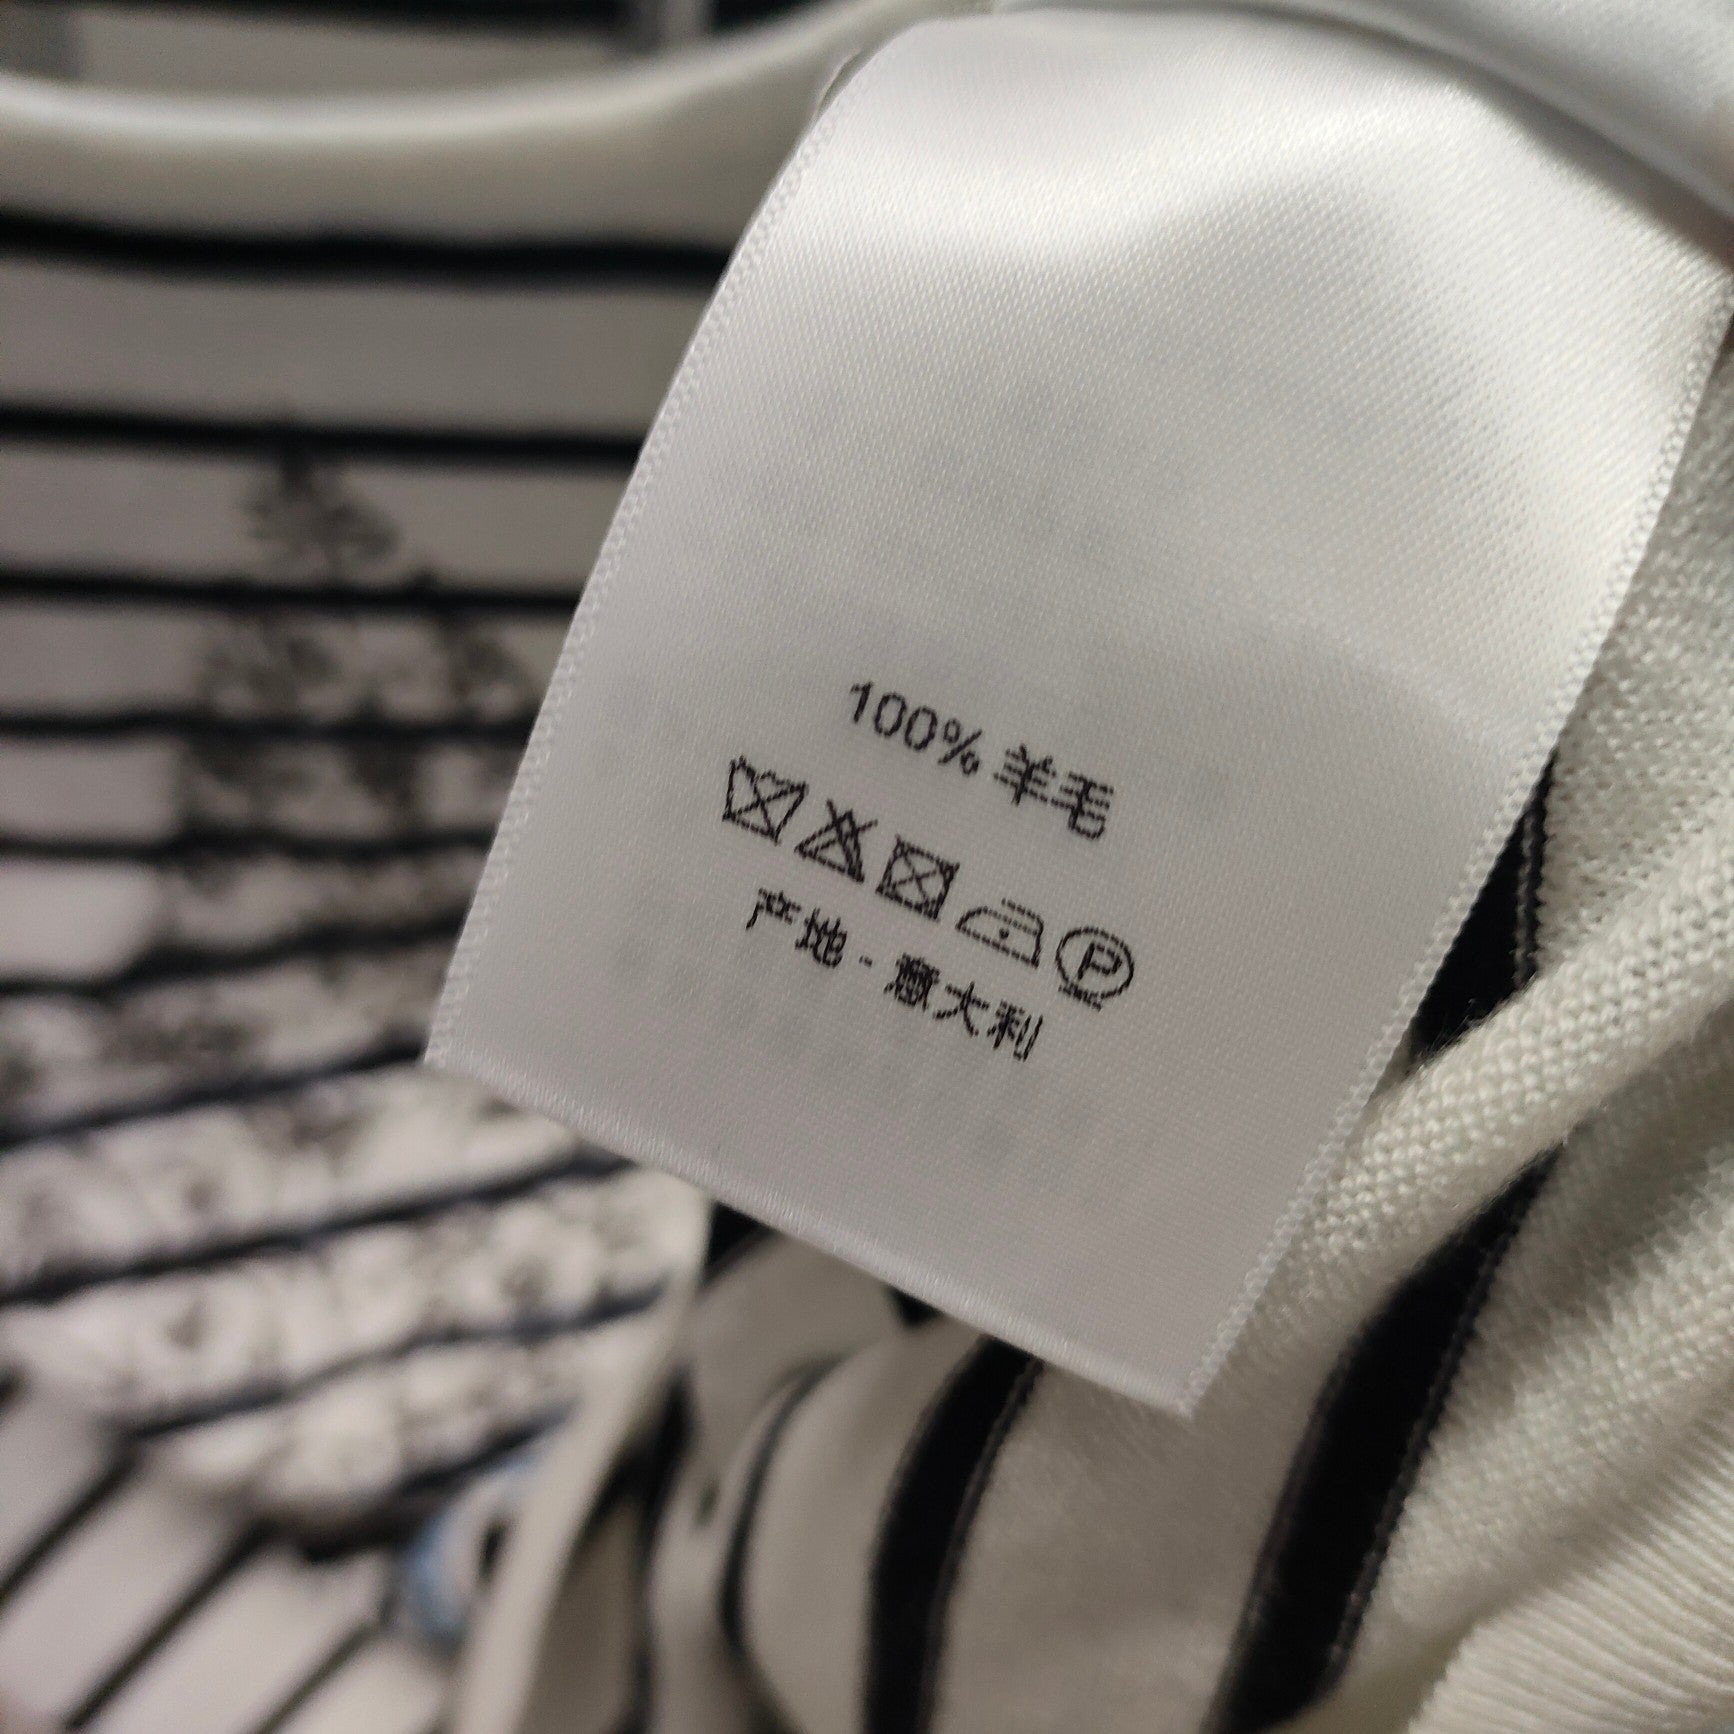 100% 羊毛
P
产地 - 意大利